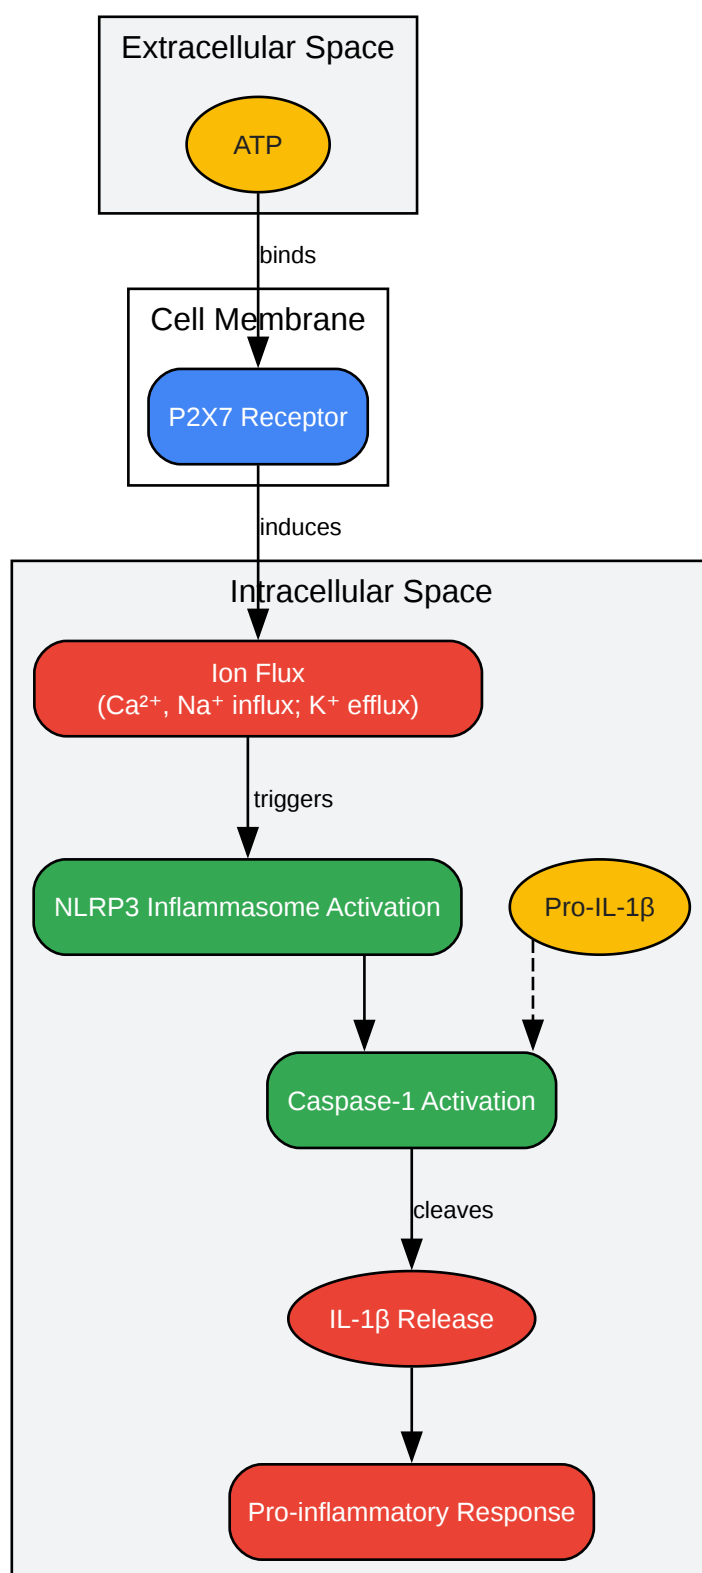 Extracellular Space
ATP
binds
Cell Membrane
P2X7 Receptor
induces
Intracellular Space
Ion Flux
(Ca²⁺, Na⁺ influx; K⁺ efflux)
triggers
NLRP3 Inflammasome Activation
Pro-IL-1β
Caspase-1 Activation
cleaves
IL-1β Release
Pro-inflammatory Response